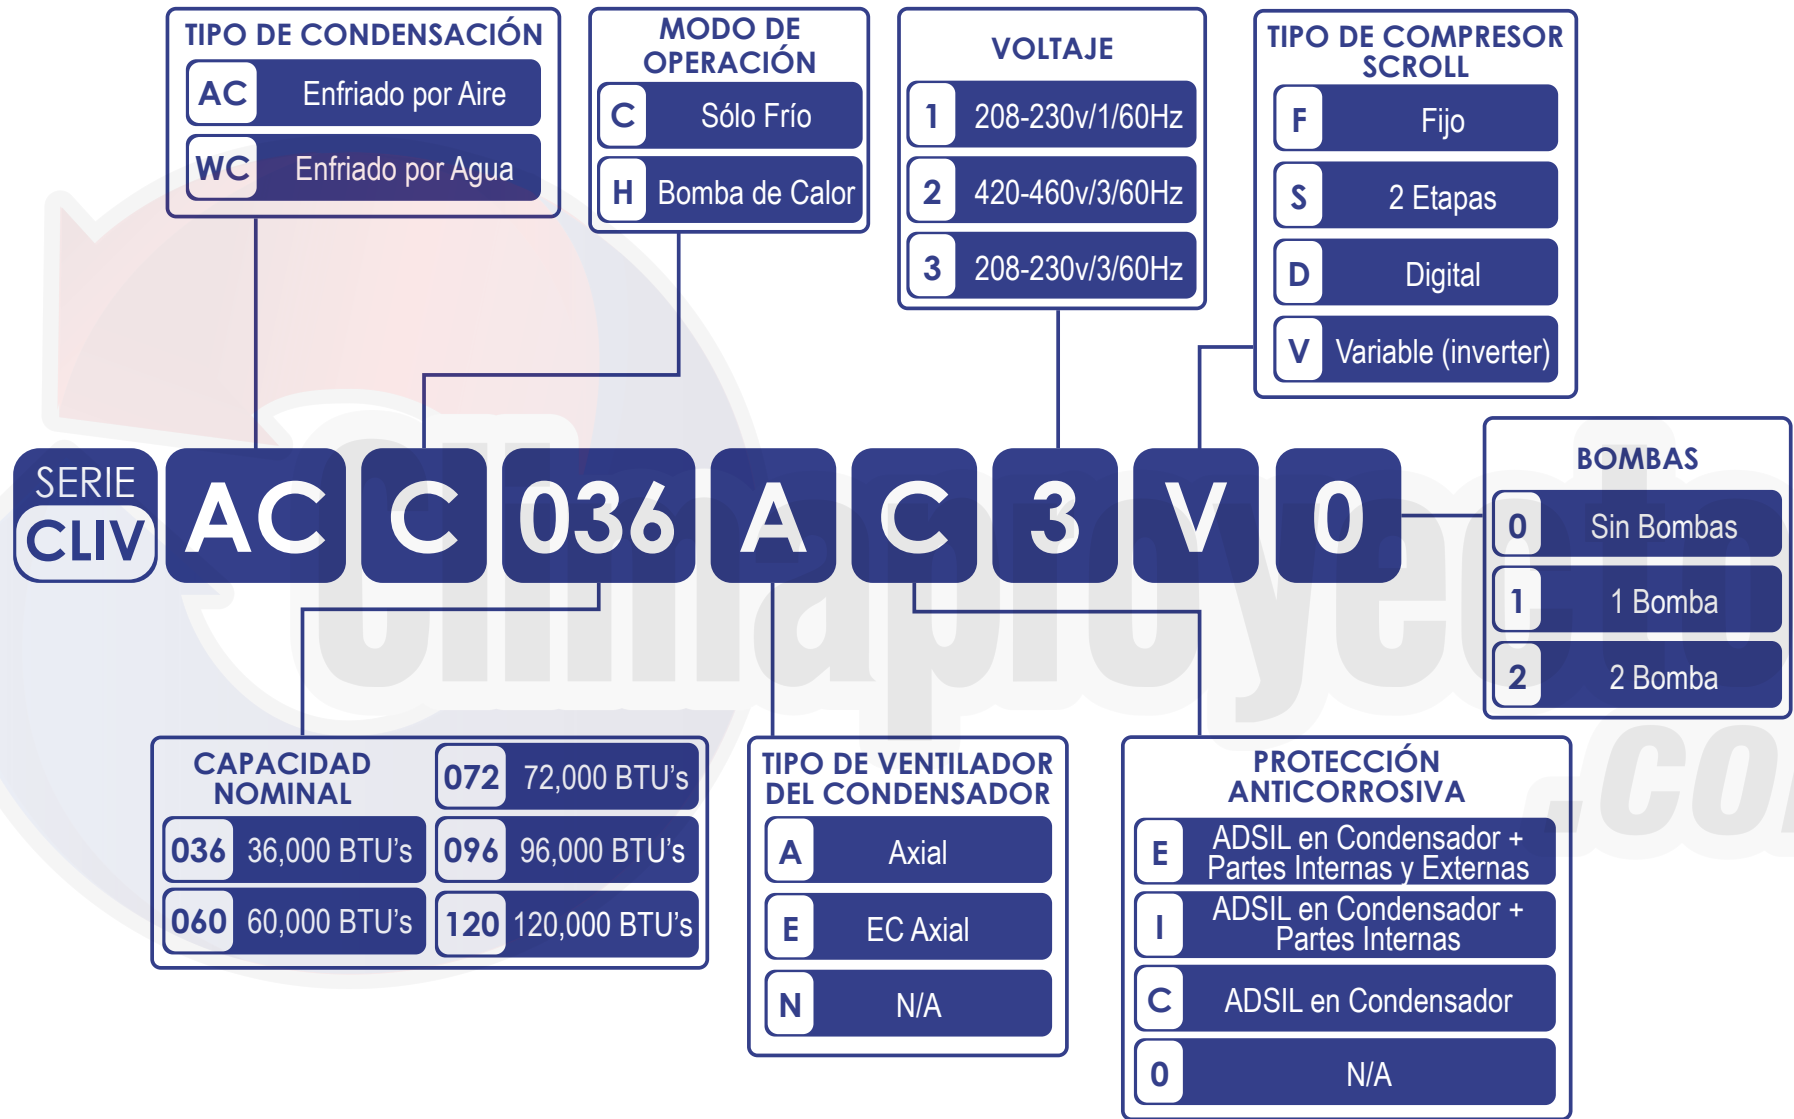 TIPO DE CONDENSACIÓN
AC Enfriado por Aire
WC Enfriado por Agua
MODO DE
OPERACIÓN
C Sólo Frío
H Bomba de Calor
VOLTAJE
1 208-230v/1/60Hz
2 420-460v/3/60Hz
3 208-230v/3/60Hz
TIPO DE COMPRESOR
SCROLL
F Fijo
S 2 Etapas
D Digital
V Variable (inverter)
SERIE
CLIV
AC C 036 A C 3 V 0
BOMBAS
0 Sin Bombas
1 1 Bomba
2 2 Bomba
CAPACIDAD
NOMINAL
036 36,000 BTU's
060 60,000 BTU's
072 72,000 BTU's
096 96,000 BTU's
120 120,000 BTU's
TIPO DE VENTILADOR
DEL CONDENSADOR
A Axial
E EC Axial
N N/A
PROTECCIÓN
ANTICORROSIVA
E ADSIL en Condensador +
Partes Internas y Externas
I ADSIL en Condensador +
Partes Internas
C ADSIL en Condensador
0 N/A
Climaproyecto
.com